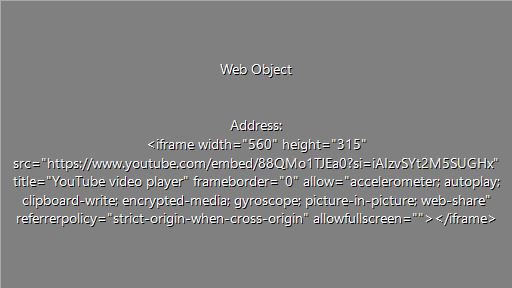 Web Object
Address:
<iframe width="560" height="315"
src="https://www.youtube.com/embed/88QMo1TJEa0?si=iAIzvSYt2M5SUGHx"
title="YouTube video player" frameborder="0" allow="accelerometer; autoplay;
clipboard-write; encrypted-media; gyroscope; picture-in-picture; web-share"
referrerpolicy="strict-origin-when-cross-origin" allowfullscreen=""></iframe>